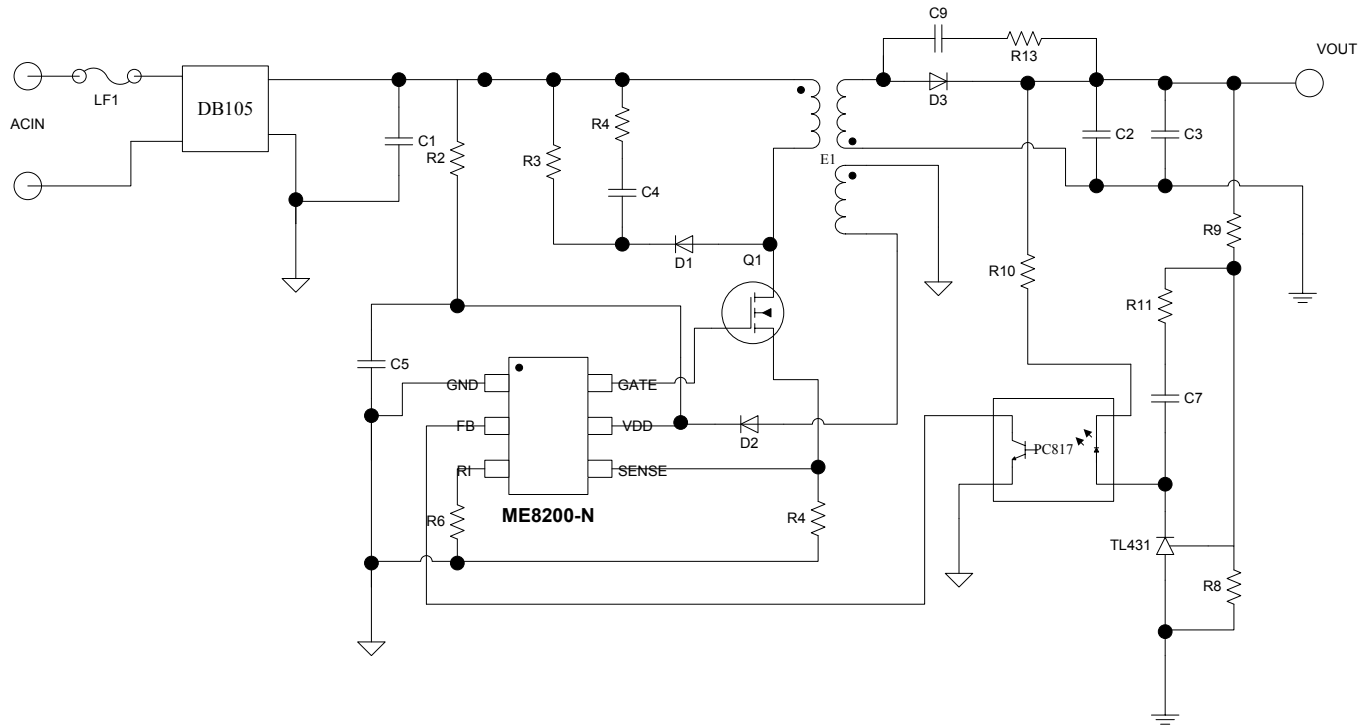 C9
R13
VOUT
LF1
DB105
D3
ACIN
C1
R2
R3
R4
C4
C2
C3
E1
D1
Q1
R9
R10
R11
C5
GND
GATE
C7
FB
VDD
D2
PC817
RI
SENSE
R6
ME8200-N
R4
TL431
R8